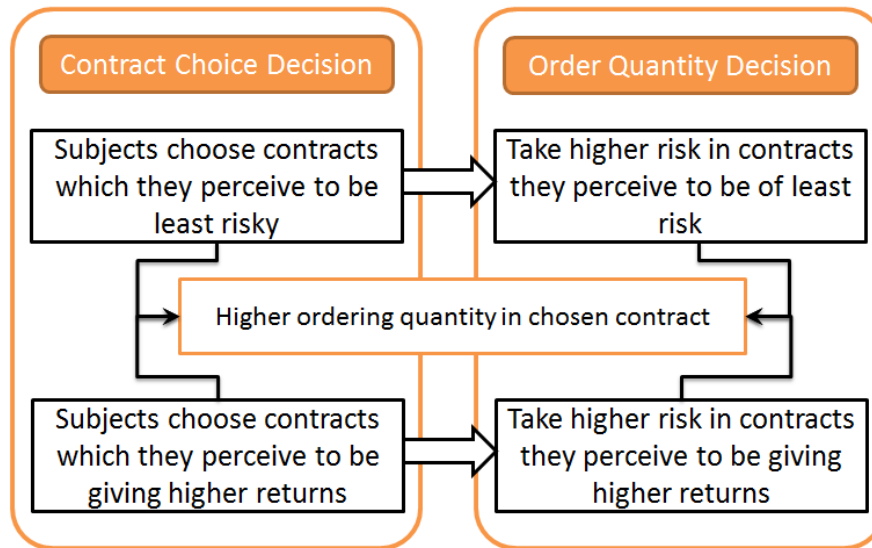 Contract Choice Decision
Order Quantity Decision
Subjects choose contracts
which they perceive to be
least risky
Take higher risk in contracts
they perceive to be of least
risk
Higher ordering quantity in chosen contract
Subjects choose contracts
which they perceive to be
giving higher returns
Take higher risk in contracts
they perceive to be giving
higher returns